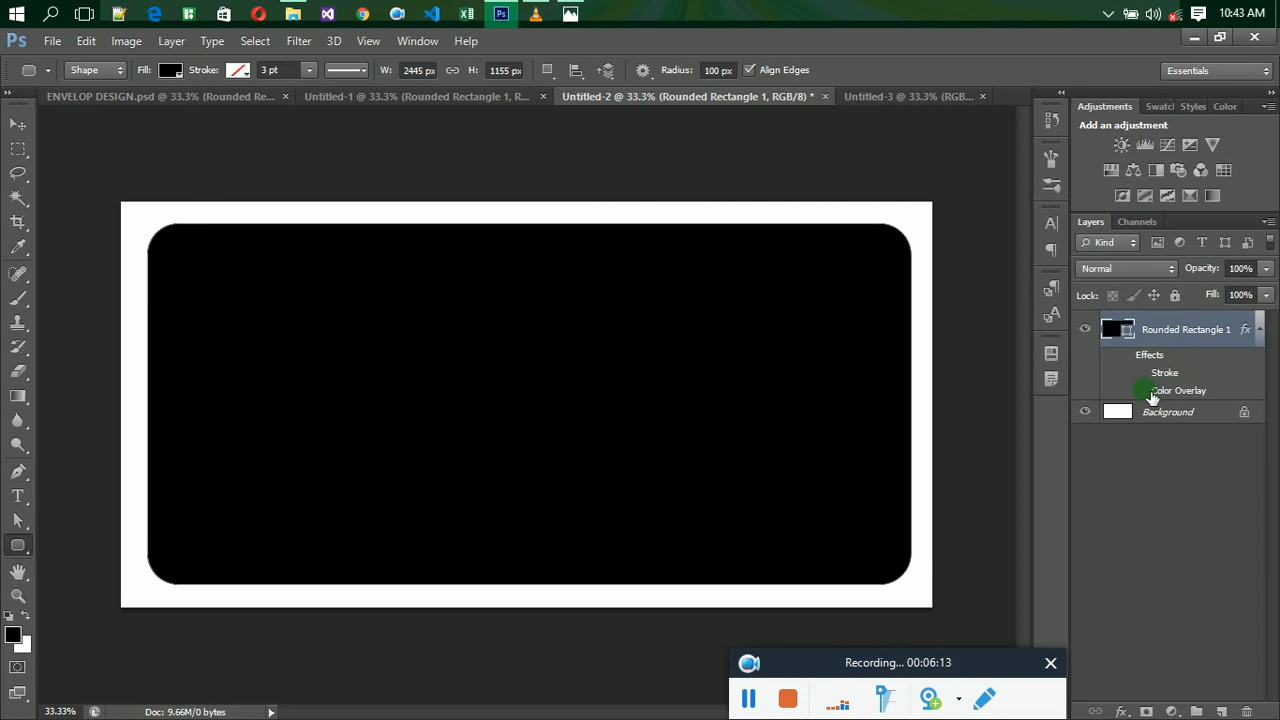 10:43 AM
Ps File Edit Image Layer Type Select Filter 3D View Window Help
Shape Fill: Stroke: 3 pt W: 2445 px H: 1155 px Radius: 100 px Align Edges Essentials
ENVELOP DESIGN.psd @ 33.3% (Rounded Re... × Untitled-1 @ 33.3% (Rounded Rectangle 1, R... × Untitled-2 @ 33.3% (Rounded Rectangle 1, RGB/8) * × Untitled-3 @ 33.3% (RGB... ×
Adjustments Swatcl Styles Color
Add an adjustment
Layers Channels
Kind
Normal Opacity: 100%
Lock: Fill: 100%
Rounded Rectangle 1 fx
Effects
Stroke
Color Overlay
Background
Recording... 00:06:13
33.33% Doc: 9.66M/0 bytes